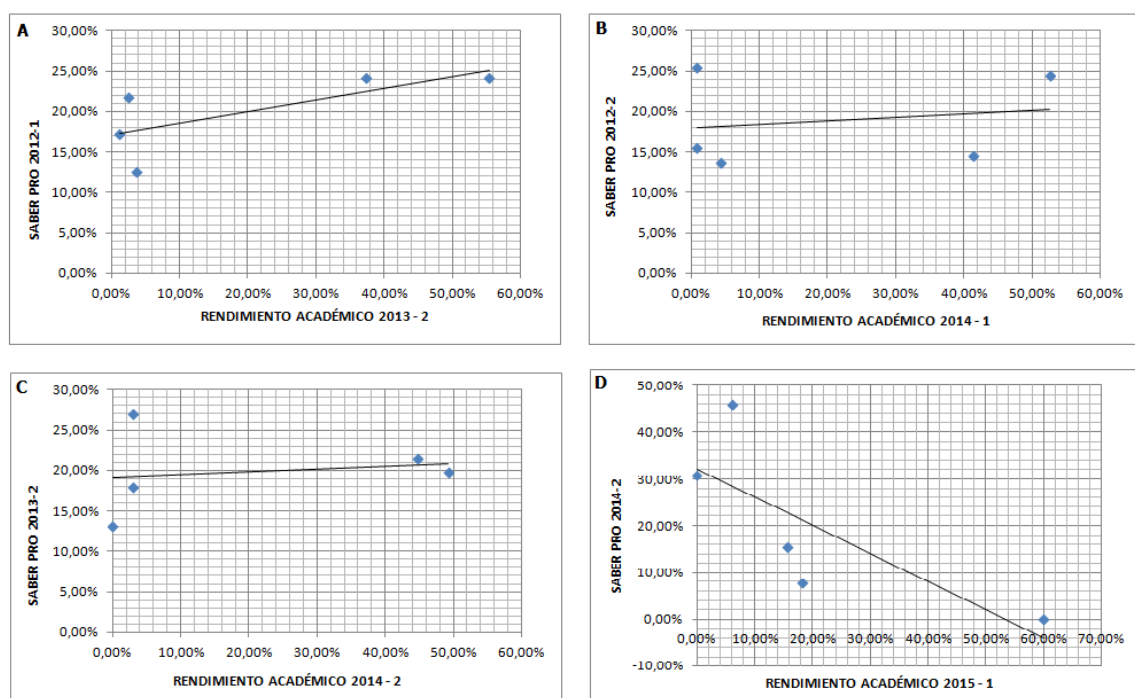 A
30,00%
25,00%
20,00%
15,00%
10,00%
5,00%
0,00%
SABER PRO 2012-1
0,00% 10,00% 20,00% 30,00% 40,00% 50,00% 60,00%
RENDIMIENTO ACADÉMICO 2013 - 2
B
30,00%
25,00%
20,00%
15,00%
10,00%
5,00%
0,00%
SABER PRO 2012-2
0,00% 10,00% 20,00% 30,00% 40,00% 50,00% 60,00%
RENDIMIENTO ACADÉMICO 2014 - 1
C
30,00%
25,00%
20,00%
15,00%
10,00%
5,00%
0,00%
SABER PRO 2013-2
0,00% 10,00% 20,00% 30,00% 40,00% 50,00% 60,00%
RENDIMIENTO ACADÉMICO 2014 - 2
D
50,00%
40,00%
30,00%
20,00%
10,00%
0,00%
-10,00%
SABER PRO 2014-2
0,00% 10,00% 20,00% 30,00% 40,00% 50,00% 60,00% 70,00%
RENDIMIENTO ACADÉMICO 2015 - 1